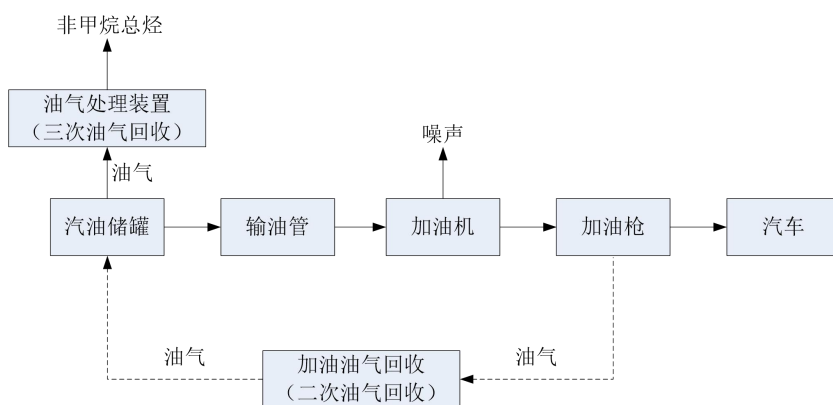 非甲烷总烃
油气处理装置
（三次油气回收）
油气
噪声
汽油储罐
输油管
加油机
加油枪
汽车
油气
加油油气回收
（二次油气回收）
油气